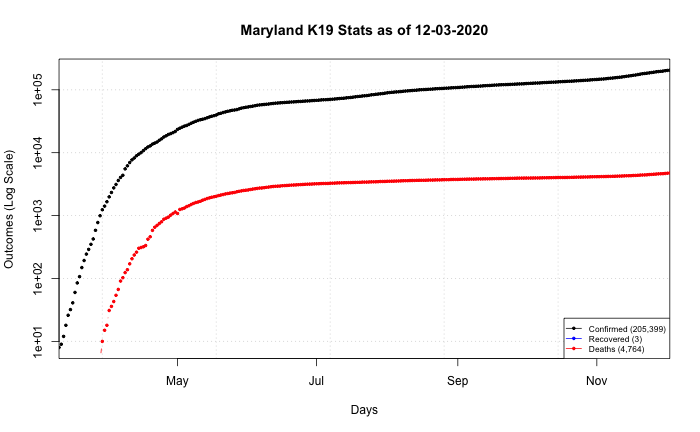 Maryland K19 Stats as of 12-03-2020
Outcomes (Log Scale)
1e+05
1e+04
1e+03
1e+02
1e+01
Confirmed (205,399)
Recovered (3)
Deaths (4,764)
May
Jul
Sep
Nov
Days